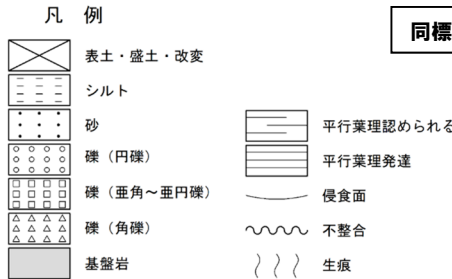 凡 例
同標
表土・盛土・改変
シルト
砂
礫（円礫）
礫（亜角～亜円礫）
礫（角礫）
基盤岩
平行葉理認められる
平行葉理発達
侵食面
不整合
生痕